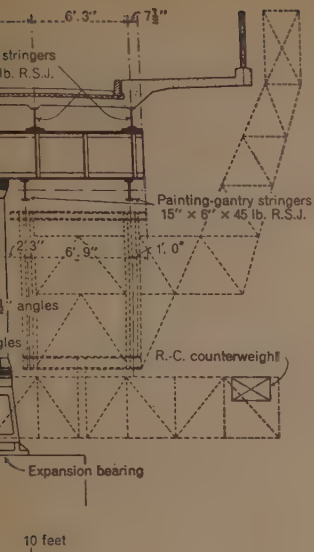 6'. 3"
7¾"
stringers
lb. R.S.J.
Painting-gantry stringers
15" × 6" × 45 lb. R.S.J.
2'. 3"
6'. 9"
1'. 0"
angles
gles
R.-C. counterweight
Expansion bearing
10 feet